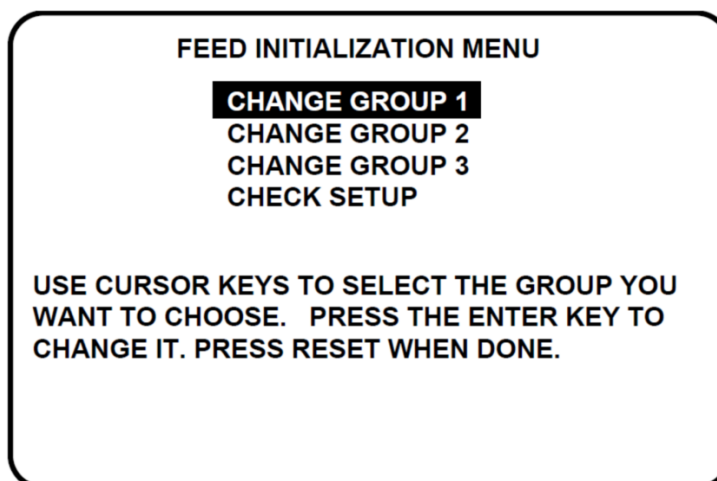 FEED INITIALIZATION MENU
CHANGE GROUP 1
CHANGE GROUP 2
CHANGE GROUP 3
CHECK SETUP
USE CURSOR KEYS TO SELECT THE GROUP YOU
WANT TO CHOOSE. PRESS THE ENTER KEY TO
CHANGE IT. PRESS RESET WHEN DONE.